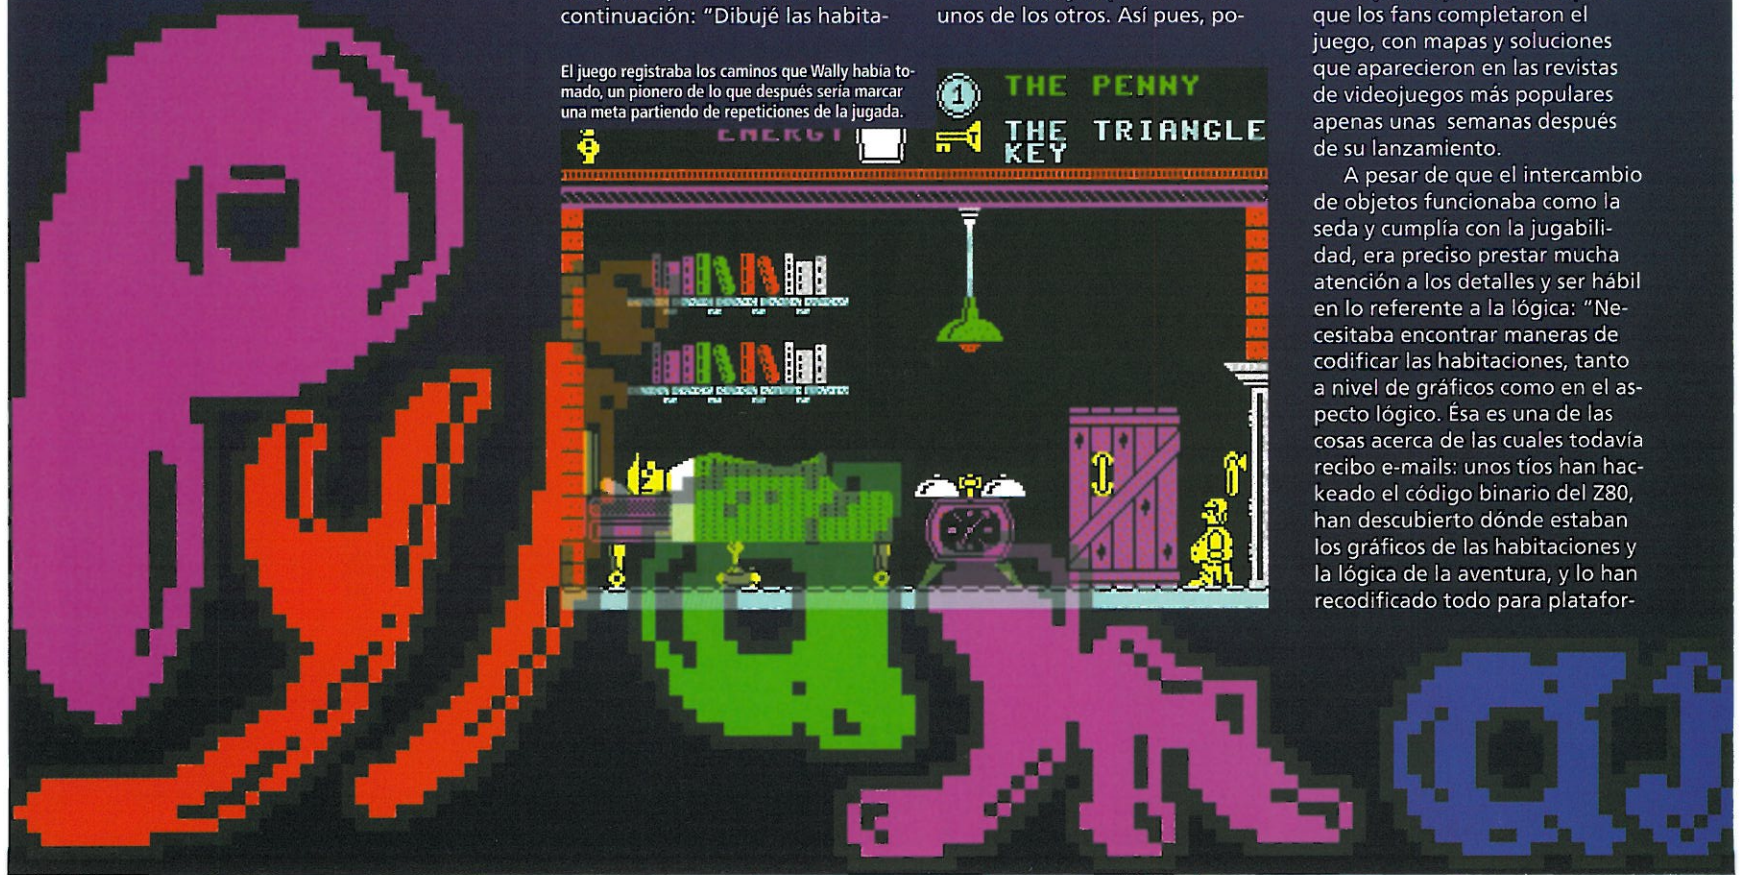 continuación: “Dibujé las habita-
El juego registraba los caminos que Wally había to-
mado, un pionero de lo que después sería marcar
una meta partiendo de repeticiones de la jugada.
unos de los otros. Así pues, po-
1
THE PENNY
THE TRIANGLE
KEY
ENERGY
que los fans completaron el
juego, con mapas y soluciones
que aparecieron en las revistas
de videojuegos más populares
apenas unas semanas después
de su lanzamiento.
A pesar de que el intercambio
de objetos funcionaba como la
seda y cumplía con la jugabili-
dad, era preciso prestar mucha
atención a los detalles y ser hábil
en lo referente a la lógica: “Ne-
cesitaba encontrar maneras de
codificar las habitaciones, tanto
a nivel de gráficos como en el as-
pecto lógico. Ésa es una de las
cosas acerca de las cuales todavía
recibo e-mails: unos tíos han hac-
keado el código binario del Z80,
han descubierto dónde estaban
los gráficos de las habitaciones y
la lógica de la aventura, y lo han
recodificado todo para platafor-